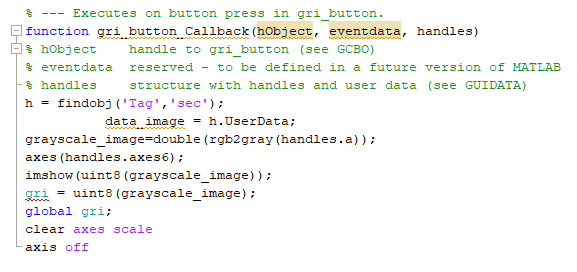 % --- Executes on button press in gri_button.
function gri_button_Callback(hObject, eventdata, handles)
% hObject    handle to gri_button (see GCBO)
% eventdata  reserved - to be defined in a future version of MATLAB
% handles    structure with handles and user data (see GUIDATA)
h = findobj('Tag','sec');
data_image = h.UserData;
grayscale_image=double(rgb2gray(handles.a));
axes(handles.axes6);
imshow(uint8(grayscale_image));
gri = uint8(grayscale_image);
global gri;
clear axes scale
axis off